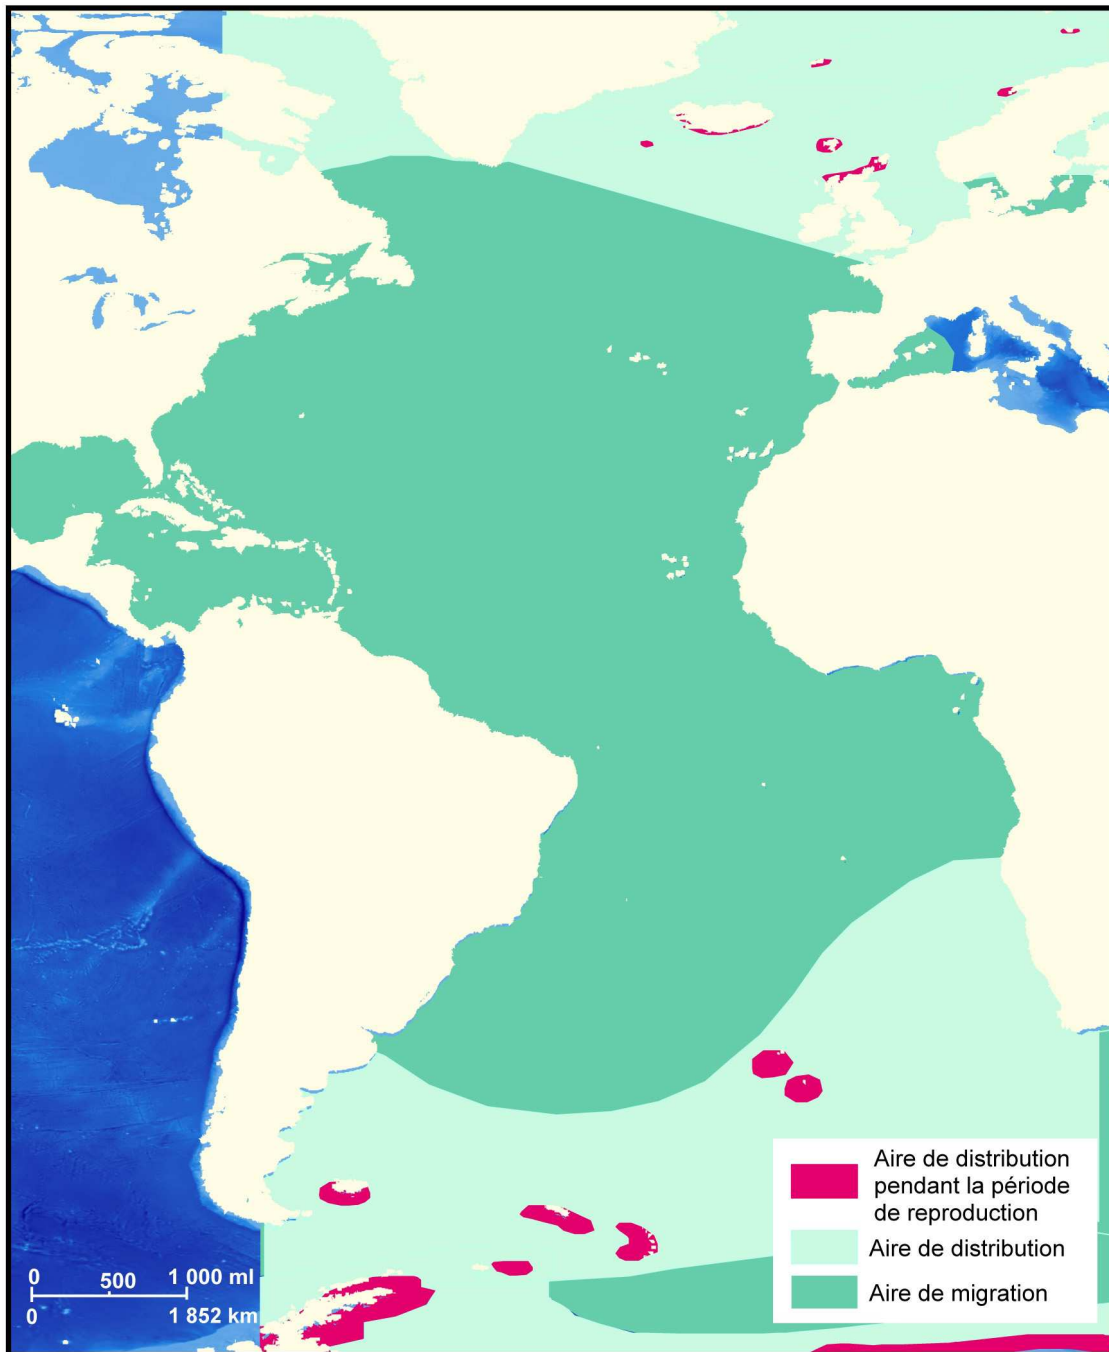 Aire de distribution
pendant la période
de reproduction
Aire de distribution
Aire de migration
0 500 1 000 ml
0 1 852 km